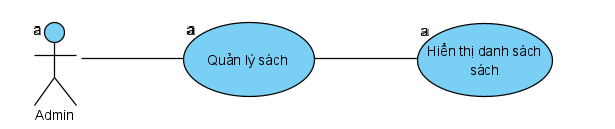 a
Admin
a
Quản lý sách
a
Hiển thị danh sách
sách